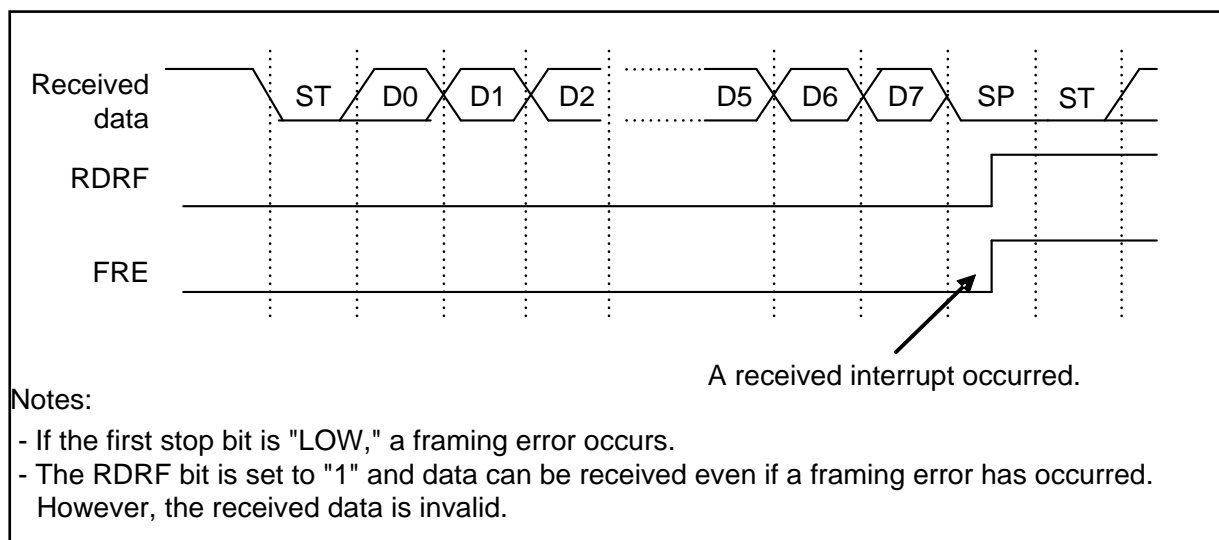 Received data
ST D0 D1 D2 D5 D6 D7 SP ST
RDRF
FRE
A received interrupt occurred.
Notes:
- If the first stop bit is "LOW," a framing error occurs.
- The RDRF bit is set to "1" and data can be received even if a framing error has occurred.
However, the received data is invalid.